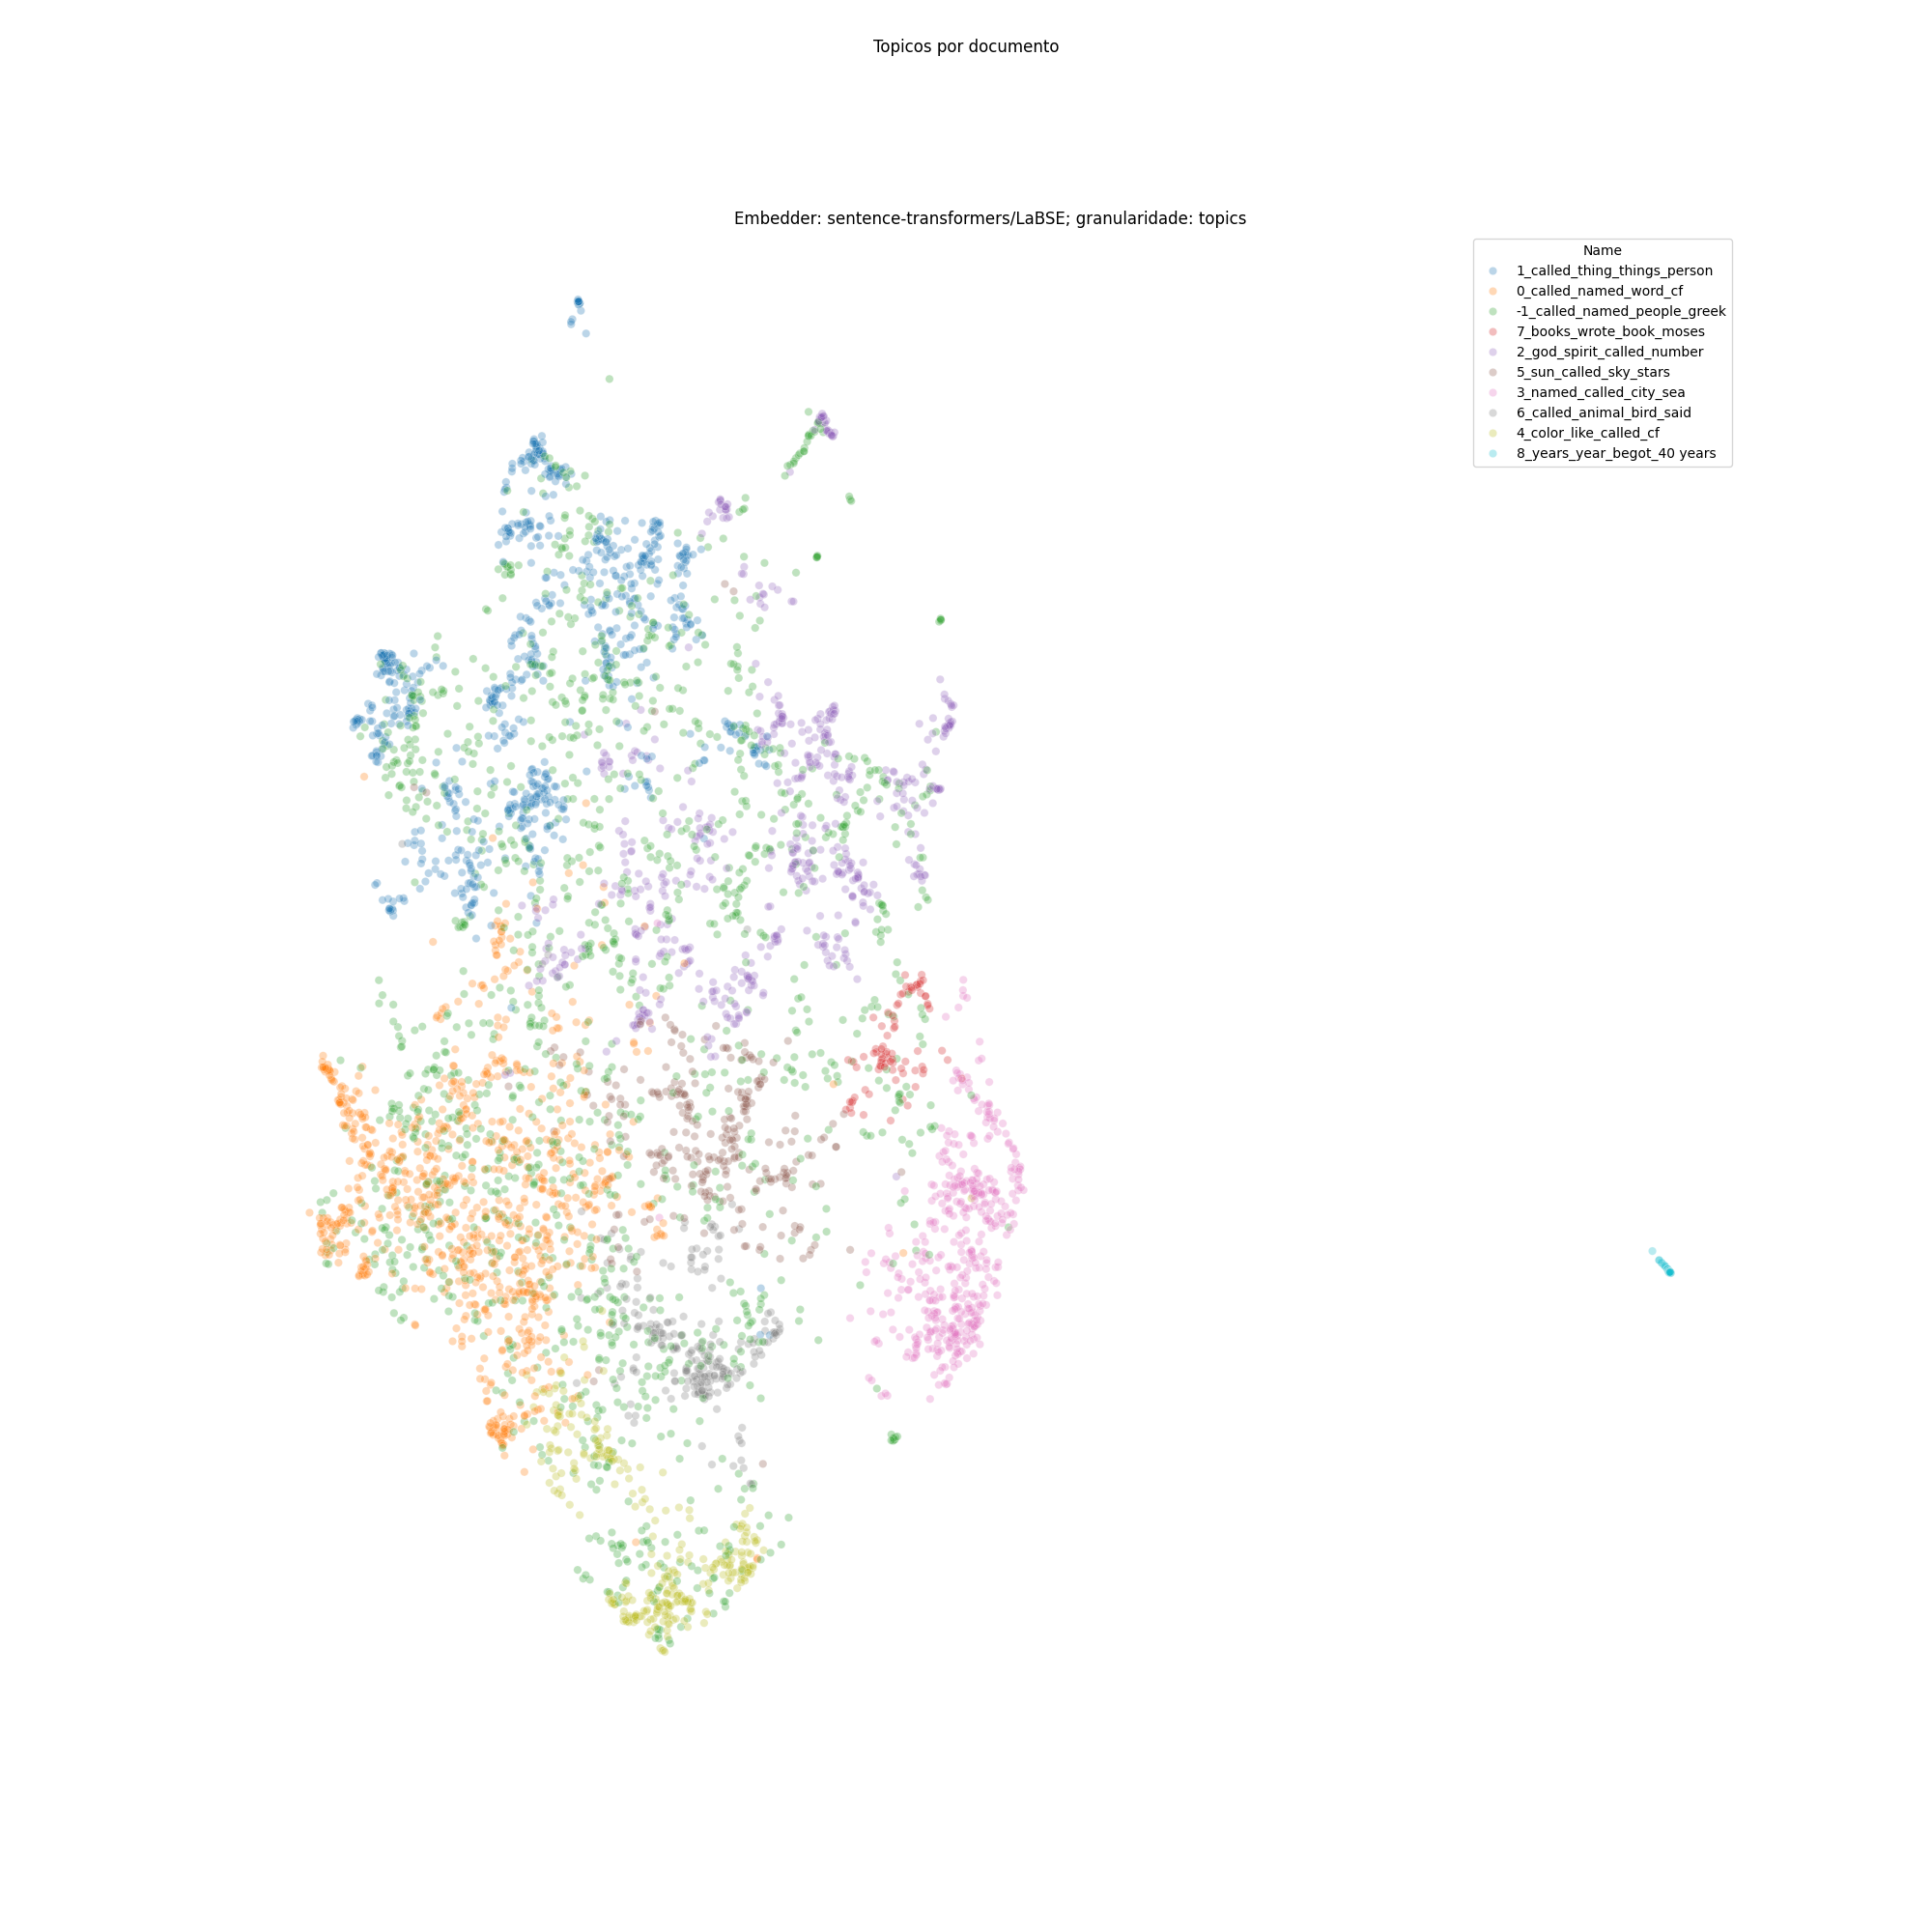 Topicos por documento
Embedder: sentence-transformers/LaBSE; granularidade: topics
Name
1_called_thing_things_person
0_called_named_word_cf
-1_called_named_people_greek
7_books_wrote_book_moses
2_god_spirit_called_number
5_sun_called_sky_stars
3_named_called_city_sea
6_called_animal_bird_said
4_color_like_called_cf
8_years_year_begot_40 years